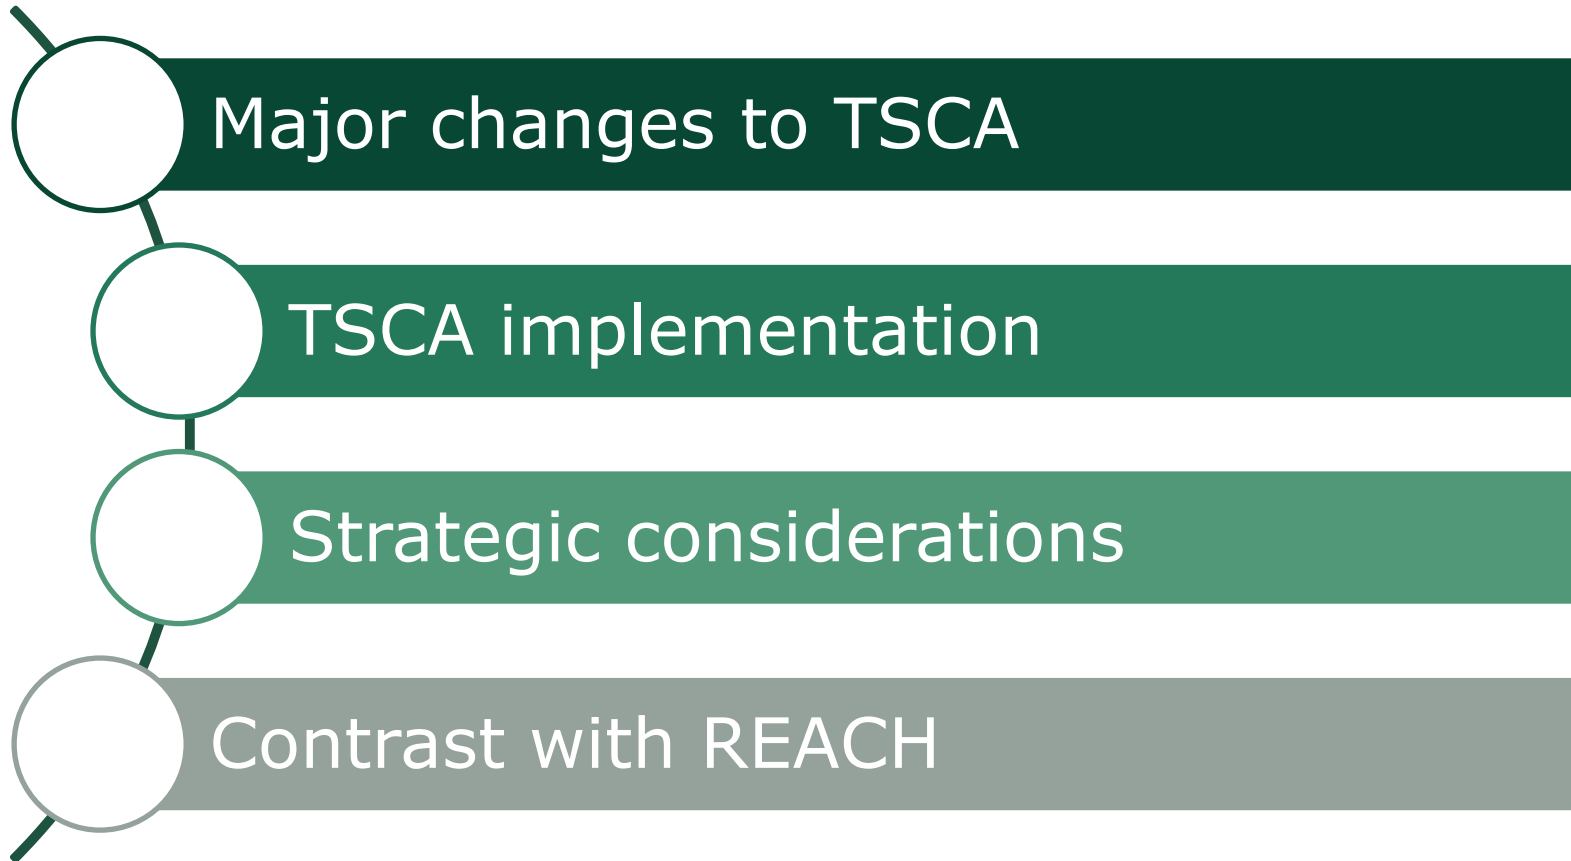 Major changes to TSCA
TSCA implementation
Strategic considerations
Contrast with REACH